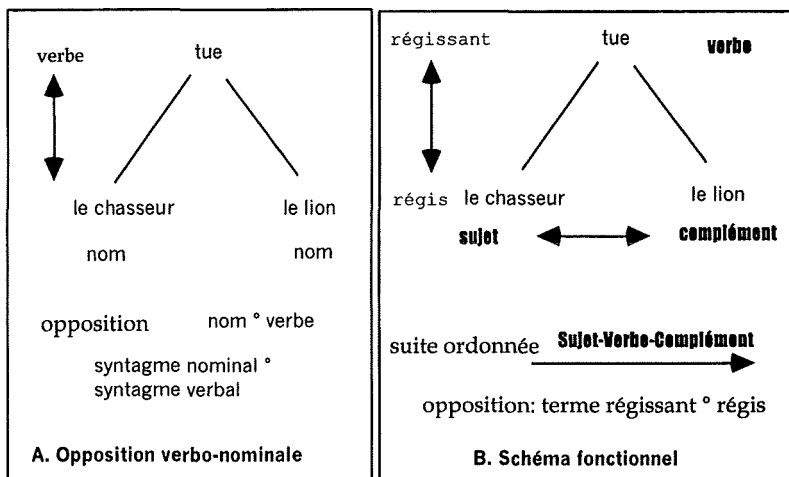 verbe tue
le chasseur le lion
nom nom
opposition nom ° verbe
syntagme nominal °
syntagme verbal
A. Opposition verbo-nominale
régissant tue verbe
régis le chasseur le lion
sujet complément
suite ordonnée Sujet-Verbe-Complément
opposition: terme régissant ° régis
B. Schéma fonctionnel